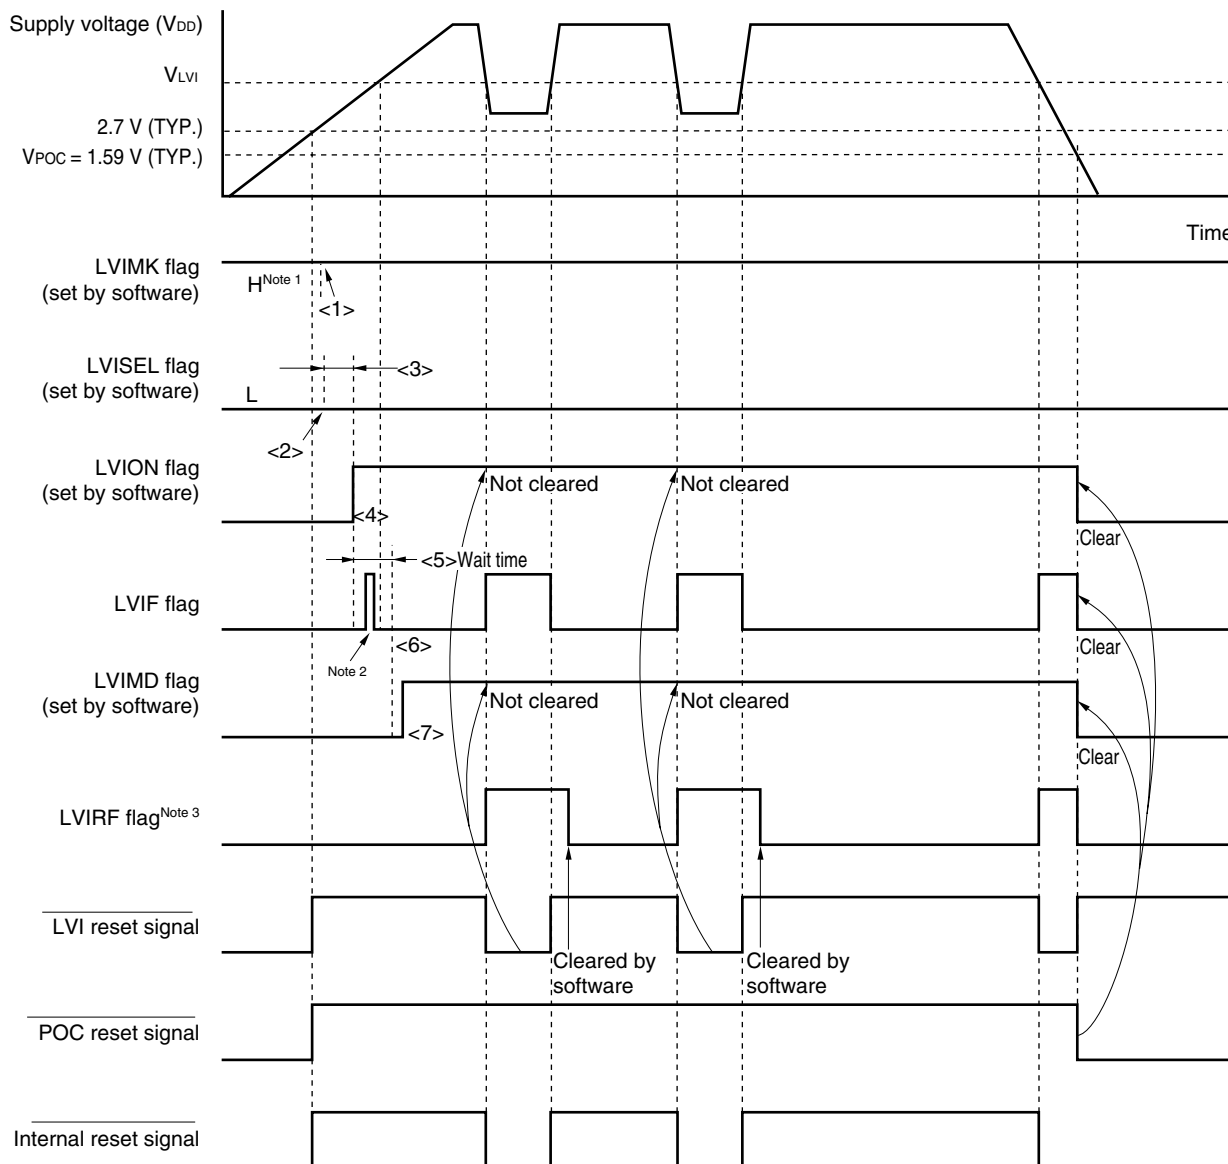 Supply voltage (VDD)
VLVI
2.7 V (TYP.)
VPOC = 1.59 V (TYP.)
Time
LVIMK flag
(set by software)
H Note 1
<1>
LVISEL flag
(set by software)
<3>
L
<2>
LVION flag
(set by software)
Not cleared
Not cleared
<4>
Clear
<5> Wait time
LVIF flag
<6>
Note 2
Clear
LVIMD flag
(set by software)
Not cleared
Not cleared
<7>
Clear
LVIRF flag Note 3
LVI reset signal
Cleared by
software
Cleared by
software
POC reset signal
Internal reset signal